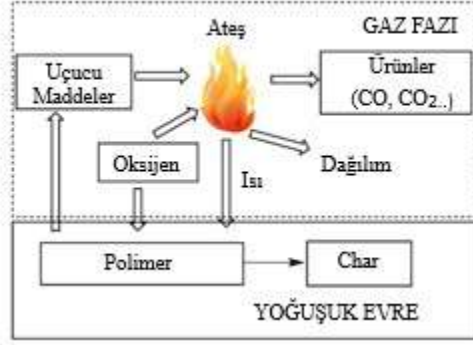 Ateş
GAZ FAZI
Uçucu
Maddeler
Ürünler
(CO, CO₂..)
Oksijen
Isı
Dağılım
Polimer
Char
YOĞUŞUK EVRE